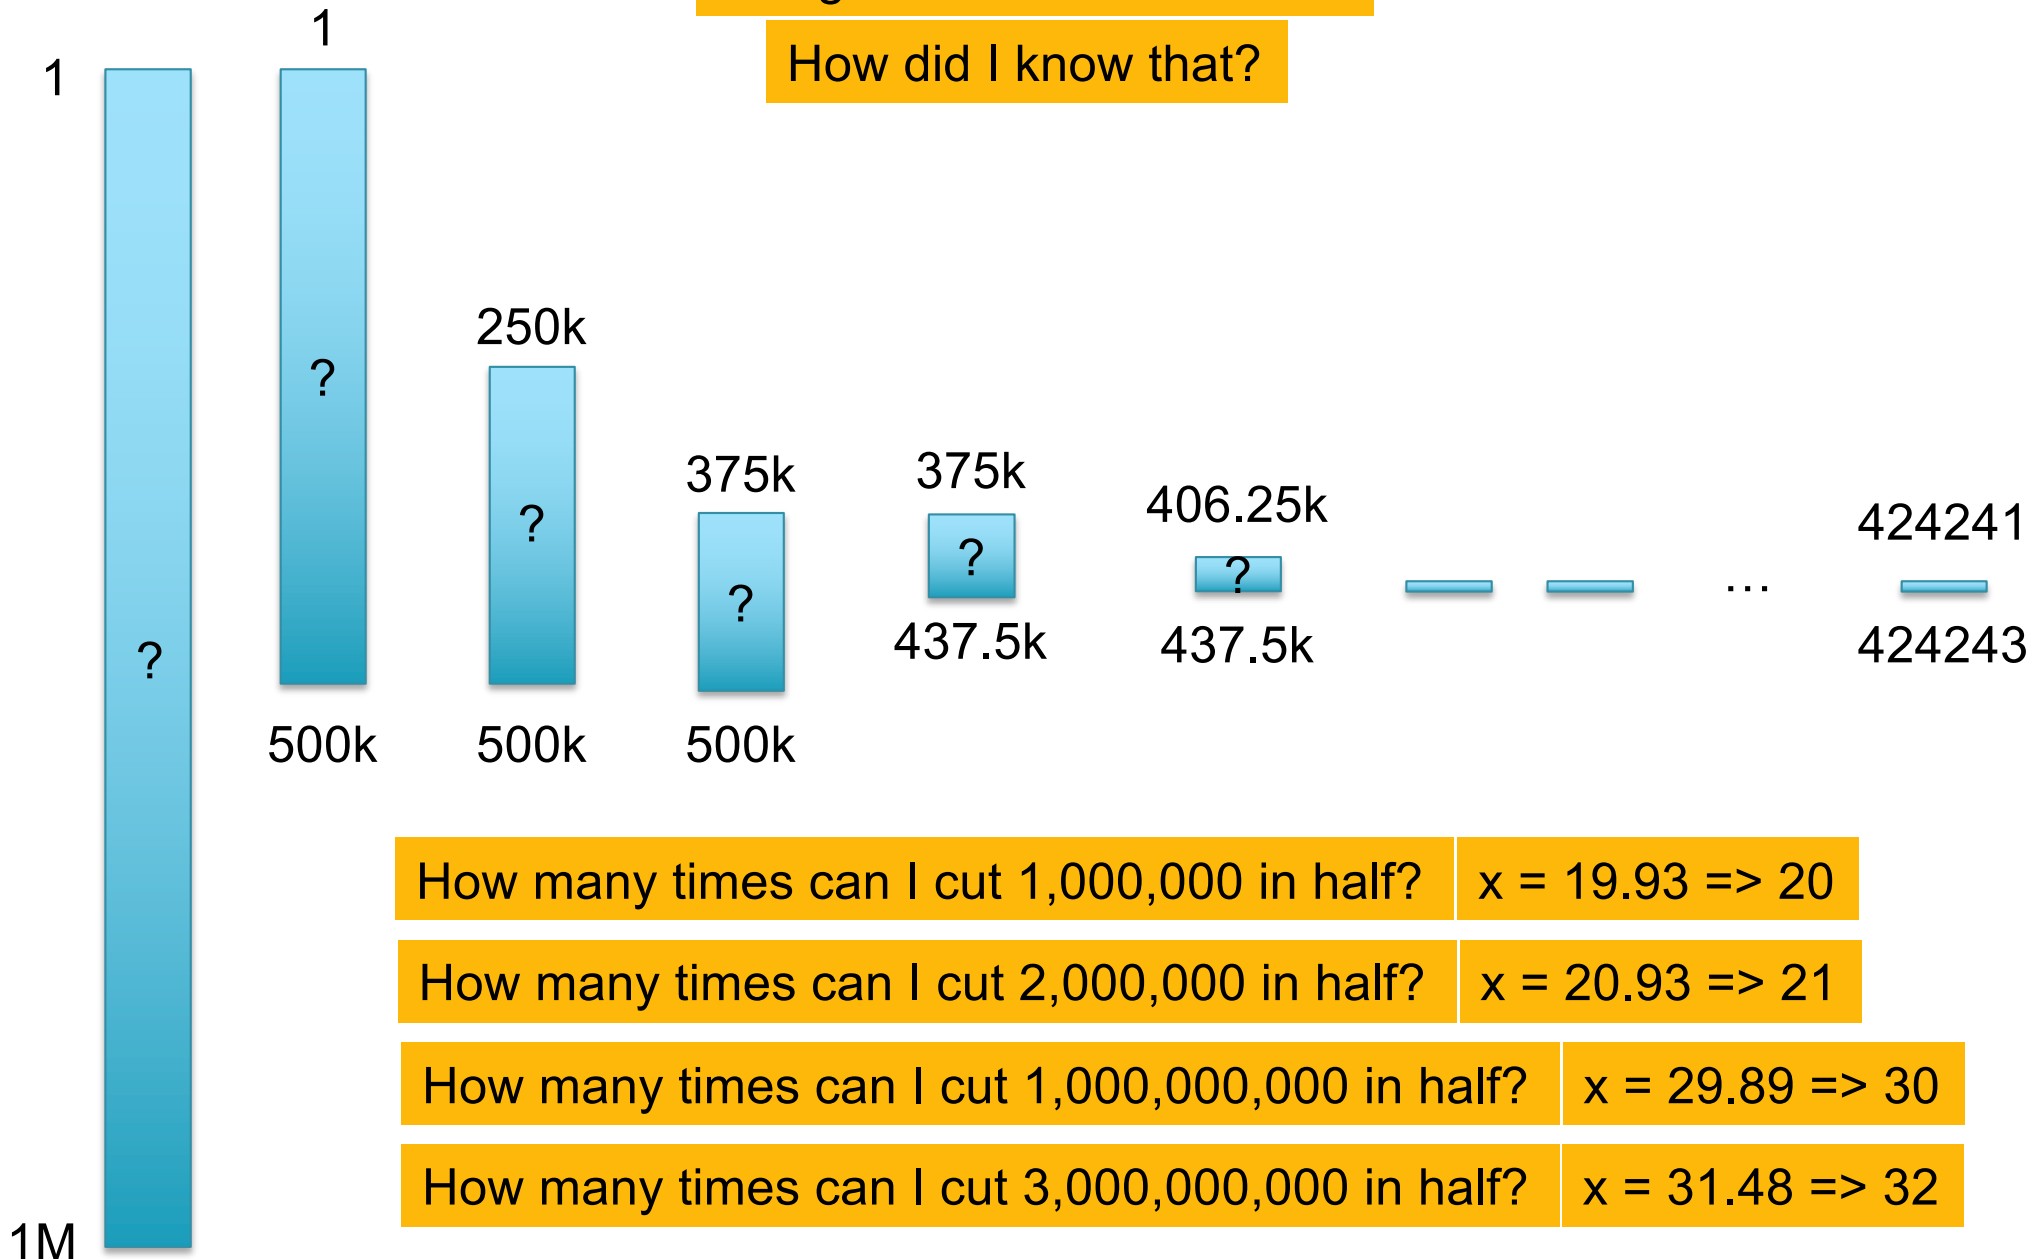 How did I know that?
1
1
?
?
250k
?
375k
?
375k
?
406.25k
?
…
424241
500k
500k
500k
437.5k
437.5k
424243
1M
How many times can I cut 1,000,000 in half? x = 19.93 => 20
How many times can I cut 2,000,000 in half? x = 20.93 => 21
How many times can I cut 1,000,000,000 in half? x = 29.89 => 30
How many times can I cut 3,000,000,000 in half? x = 31.48 => 32